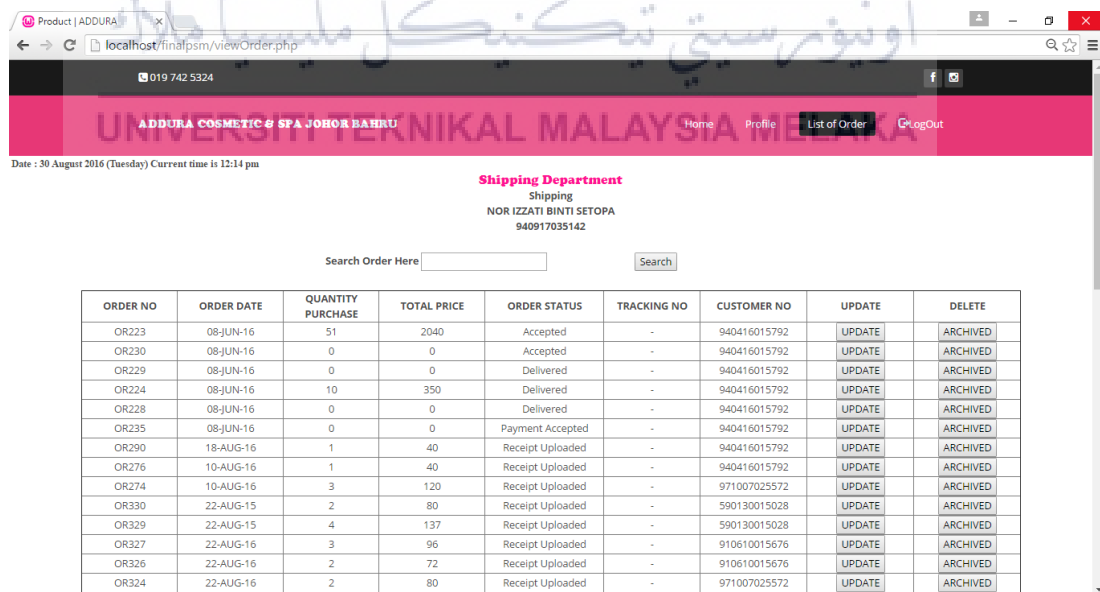 Product | ADDURA
localhost/finalpsm/viewOrder.php
اونيورسيتي تيكنيكل مليسيا ملاك
019 742 5324
UNIVERSITI TEKNIKAL MALAYSIA MELAKA
ADDURA COSMETIC & SPA JOHOR BAHRU Home Profile List of Order LogOut
Date : 30 August 2016 (Tuesday) Current time is 12:14 pm
Shipping Department
Shipping
NOR IZZATI BINTI SETOPA
940917035142
Search Order Here Search
ORDER NO ORDER DATE QUANTITY PURCHASE TOTAL PRICE ORDER STATUS TRACKING NO CUSTOMER NO UPDATE DELETE
OR223 08-JUN-16 51 2040 Accepted - 940416015792 UPDATE ARCHIVED
OR230 08-JUN-16 0 0 Accepted - 940416015792 UPDATE ARCHIVED
OR229 08-JUN-16 0 0 Delivered - 940416015792 UPDATE ARCHIVED
OR224 08-JUN-16 10 350 Delivered - 940416015792 UPDATE ARCHIVED
OR228 08-JUN-16 0 0 Delivered - 940416015792 UPDATE ARCHIVED
OR235 08-JUN-16 0 0 Payment Accepted - 940416015792 UPDATE ARCHIVED
OR290 18-AUG-16 1 40 Receipt Uploaded - 940416015792 UPDATE ARCHIVED
OR276 10-AUG-16 1 40 Receipt Uploaded - 940416015792 UPDATE ARCHIVED
OR274 10-AUG-16 3 120 Receipt Uploaded - 971007025572 UPDATE ARCHIVED
OR330 22-AUG-15 2 80 Receipt Uploaded - 590130015028 UPDATE ARCHIVED
OR329 22-AUG-15 4 137 Receipt Uploaded - 590130015028 UPDATE ARCHIVED
OR327 22-AUG-16 3 96 Receipt Uploaded - 910610015676 UPDATE ARCHIVED
OR326 22-AUG-16 2 72 Receipt Uploaded - 910610015676 UPDATE ARCHIVED
OR324 22-AUG-16 2 80 Receipt Uploaded - 971007025572 UPDATE ARCHIVED